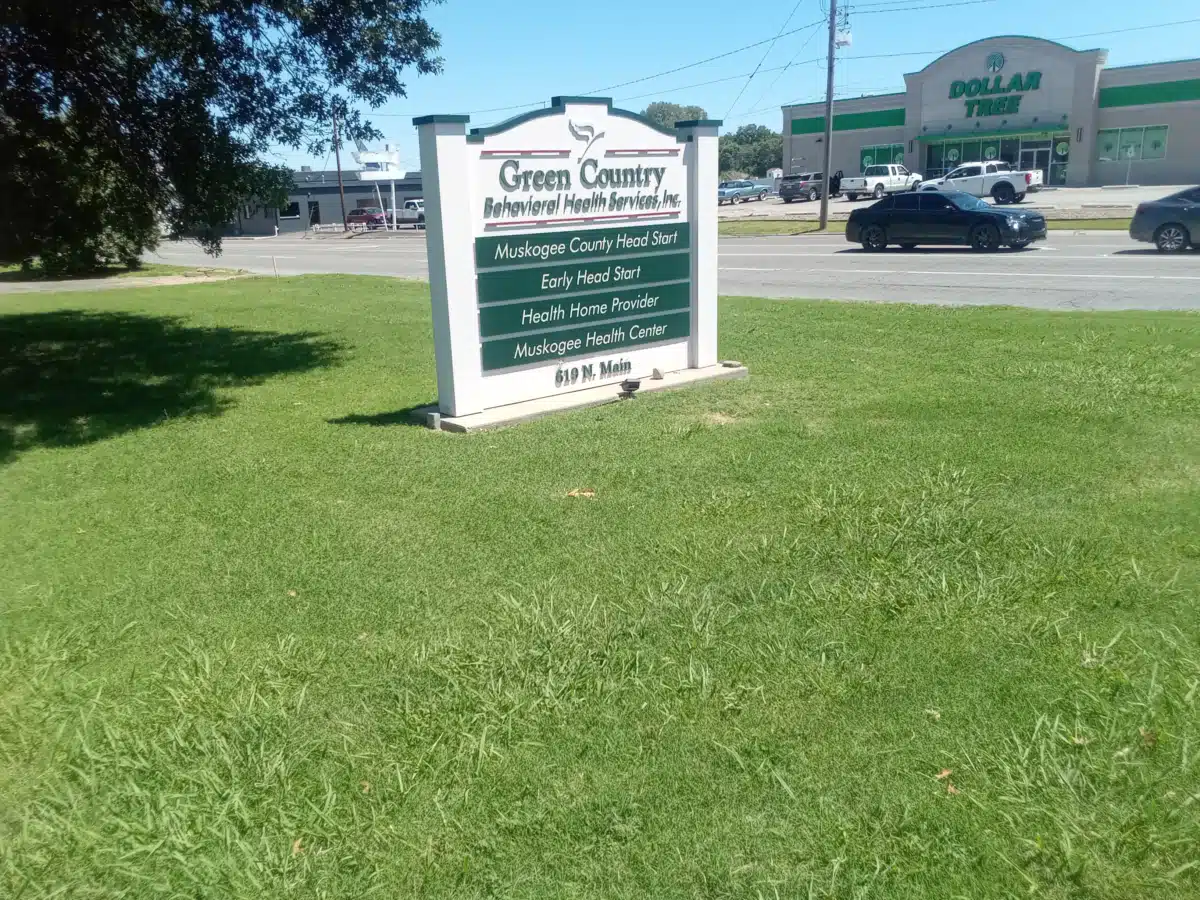 Green Country
Behavioral Health Services, Inc.
Muskogee County Head Start
Early Head Start
Health Home Provider
Muskogee Health Center
619 N. Main
DOLLAR
TREE